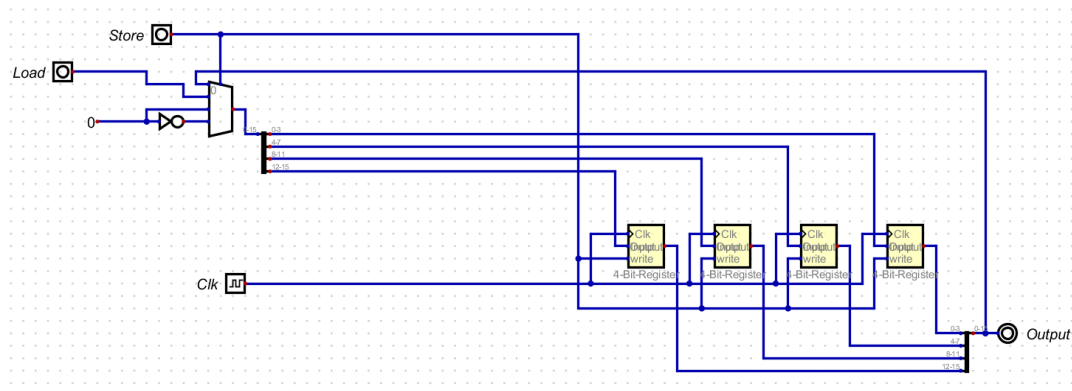 Store
Load
0
0
0-15
0-3
4-7
8-11
12-15
Clk
Clk
Clk
Clk
write
write
write
write
4-Bit-Register
4-Bit-Register
4-Bit-Register
4-Bit-Register
Clk
0-3
4-7
8-11
12-15
Output